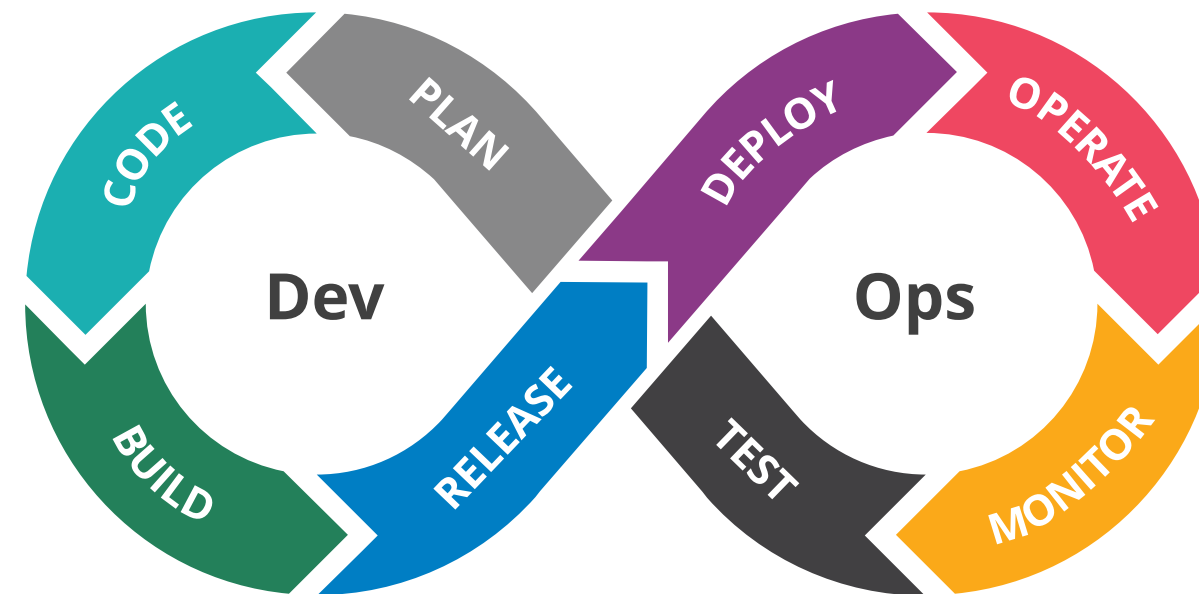 PLAN
CODE
BUILD
RELEASE
DEPLOY
OPERATE
MONITOR
TEST
Dev
Ops